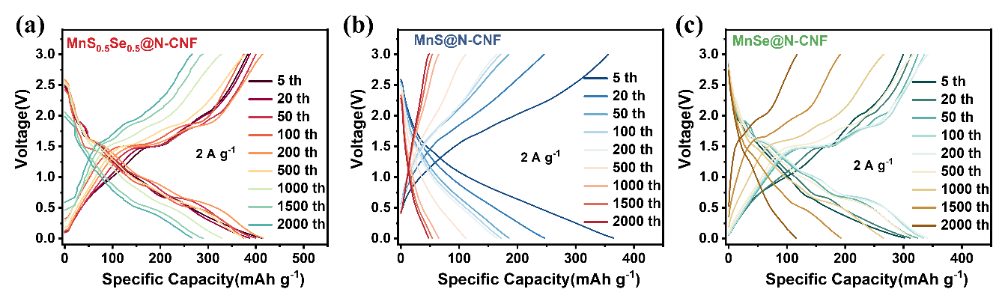 (a)
MnS0.5Se0.5@N-CNF
Voltage(V)
3.0
2.5
2.0
1.5
1.0
0.5
0.0
5 th
20 th
50 th
100 th
200 th
500 th
1000 th
1500 th
2000 th
2 A g-1
0 100 200 300 400 500
Specific Capacity(mAh g-1)
(b)
MnS@N-CNF
Voltage(V)
3.0
2.5
2.0
1.5
1.0
0.5
0.0
5 th
20 th
50 th
100 th
200 th
500 th
1000 th
1500 th
2000 th
2 A g-1
0 100 200 300 400
Specific Capacity(mAh g-1)
(c)
MnSe@N-CNF
Voltage(V)
3.0
2.5
2.0
1.5
1.0
0.5
0.0
5 th
20 th
50 th
100 th
200 th
500 th
1000 th
1500 th
2000 th
2 A g-1
0 100 200 300 400
Specific Capacity(mAh g-1)